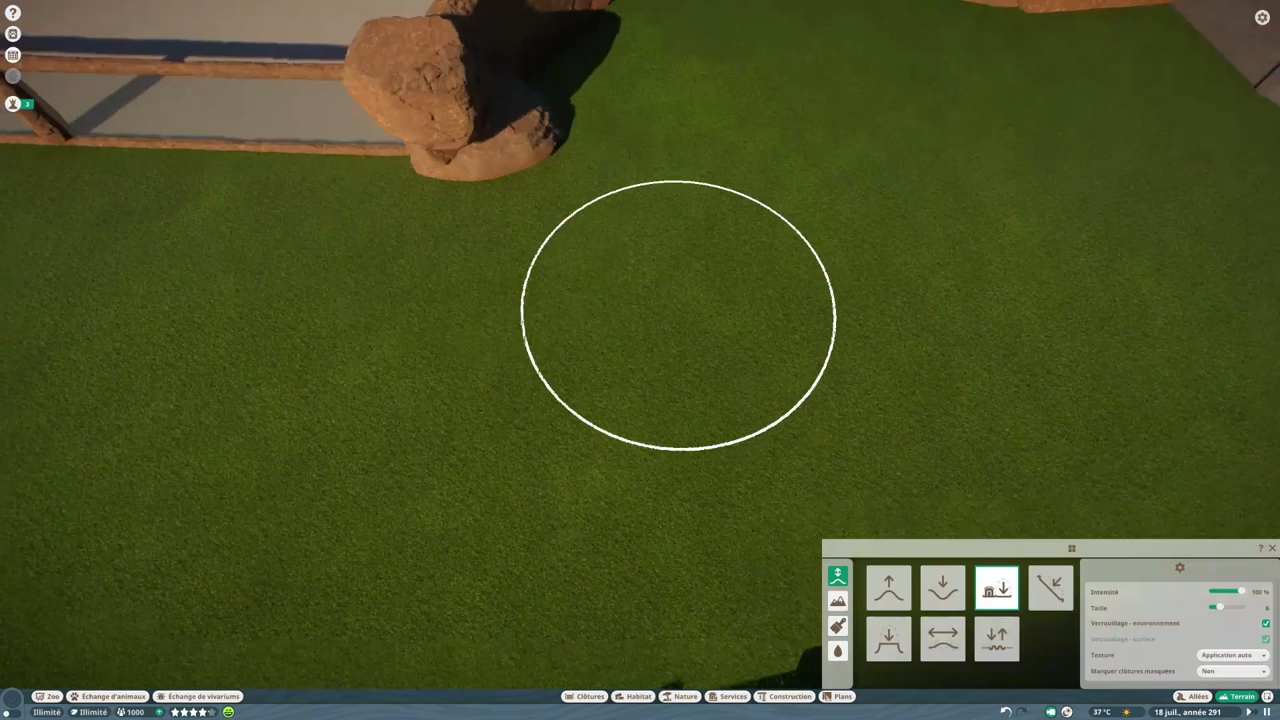 ?
3
? ×
Intensité 100 %
Taille 6
Verrouillage - environnement
Verrouillage - surface
Texture Application auto
Marquer clôtures masquées Non
Zoo Échange d'animaux Échange de vivariums Clôtures Habitat Nature Services Construction Plans Allées Terrain
Illimité Illimité 1000 37 °C 18 juil., année 291